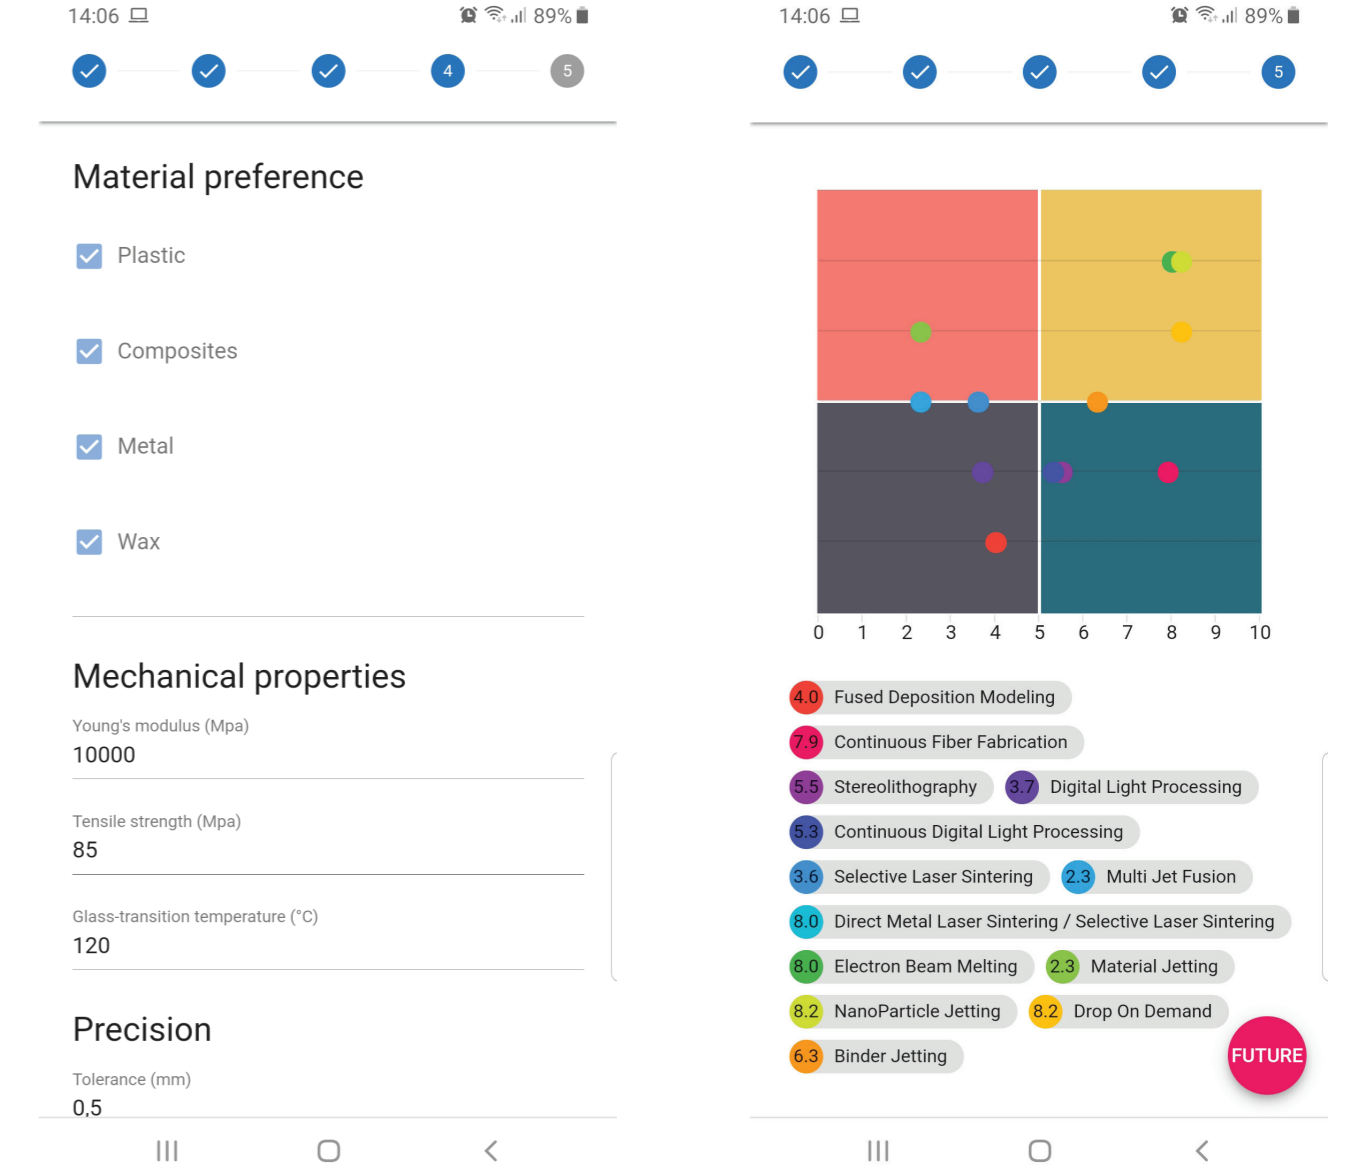 14:06
89%
4
5
Material preference
Plastic
Composites
Metal
Wax
Mechanical properties
Young's modulus (Mpa)
10000
Tensile strength (Mpa)
85
Glass-transition temperature (°C)
120
Precision
Tolerance (mm)
0,5
14:06
89%
5
0 1 2 3 4 5 6 7 8 9 10
4.0 Fused Deposition Modeling
7.9 Continuous Fiber Fabrication
5.5 Stereolithography 3.7 Digital Light Processing
5.3 Continuous Digital Light Processing
3.6 Selective Laser Sintering 2.3 Multi Jet Fusion
8.0 Direct Metal Laser Sintering / Selective Laser Sintering
8.0 Electron Beam Melting 2.3 Material Jetting
8.2 NanoParticle Jetting 8.2 Drop On Demand
6.3 Binder Jetting
FUTURE